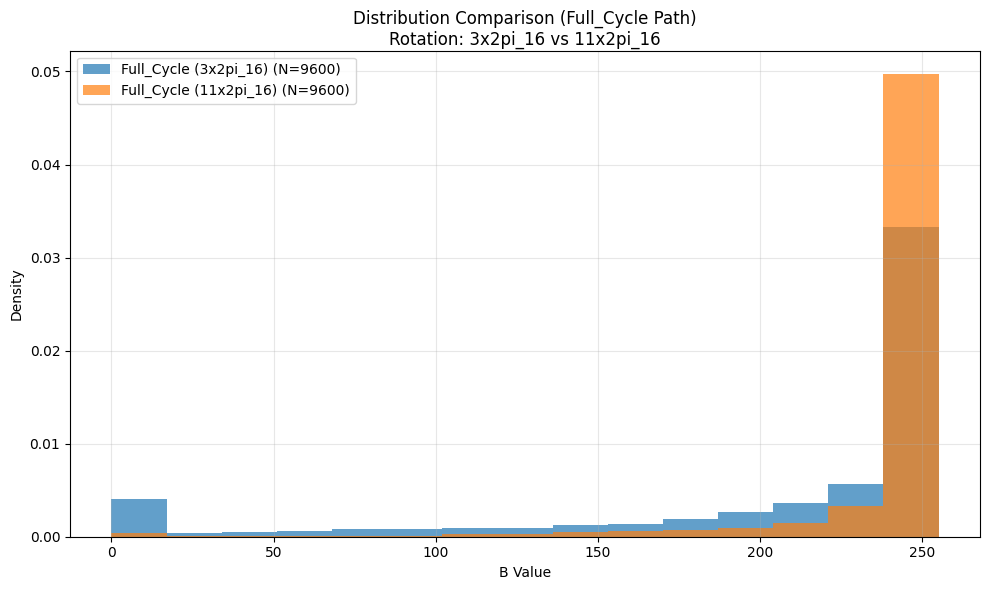 Distribution Comparison (Full_Cycle Path)
Rotation: 3x2pi_16 vs 11x2pi_16
Full_Cycle (3x2pi_16) (N=9600)
Full_Cycle (11x2pi_16) (N=9600)
Density
0.05
0.04
0.03
0.02
0.01
0.00
0 50 100 150 200 250
B Value